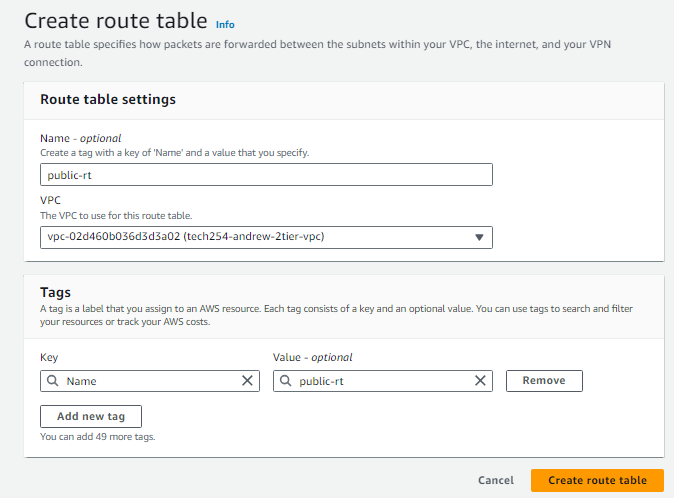 Create route table Info
A route table specifies how packets are forwarded between the subnets within your VPC, the internet, and your VPN
connection.
Route table settings
Name - optional
Create a tag with a key of 'Name' and a value that you specify.
public-rt
VPC
The VPC to use for this route table.
vpc-02d460b036d3d3a02 (tech254-andrew-2tier-vpc)
Tags
A tag is a label that you assign to an AWS resource. Each tag consists of a key and an optional value. You can use tags to search and filter
your resources or track your AWS costs.
Key Value - optional
Name public-rt Remove
Add new tag
You can add 49 more tags.
Cancel Create route table